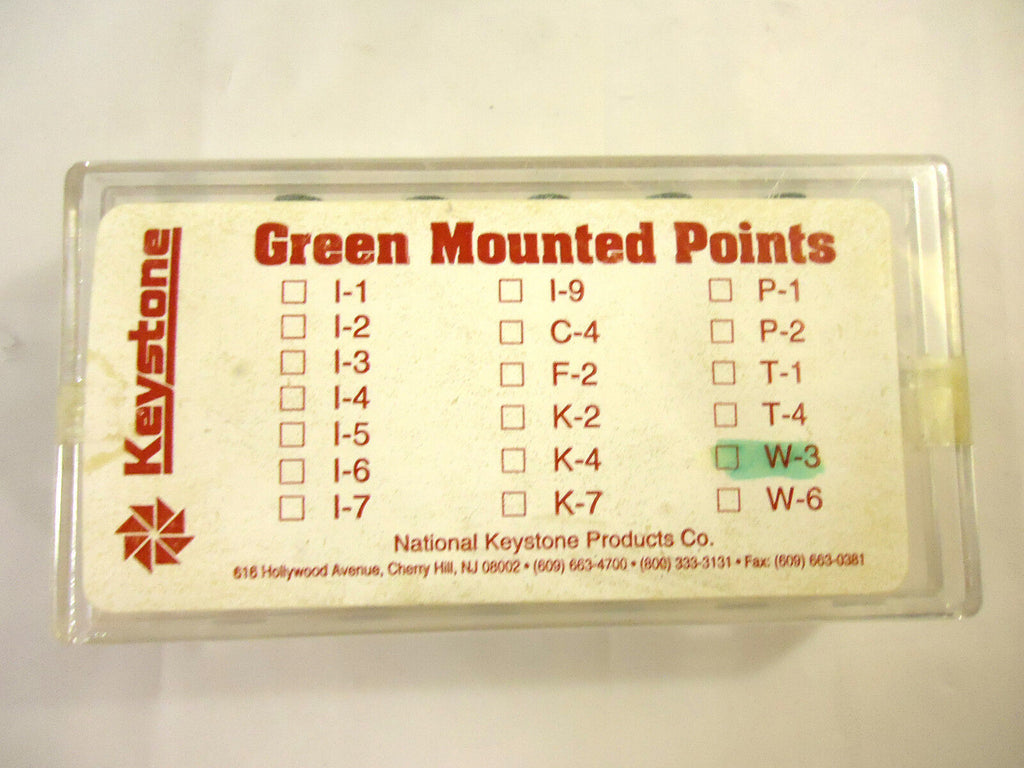 Keystone
Green Mounted Points
I-1
I-2
I-3
I-4
I-5
I-6
I-7
I-9
C-4
F-2
K-2
K-4
K-7
P-1
P-2
T-1
T-4
W-3
W-6
National Keystone Products Co.
616 Hollywood Avenue, Cherry Hill, NJ 08002 • (609) 663-4700 • (800) 333-3131 • Fax: (609) 663-0381